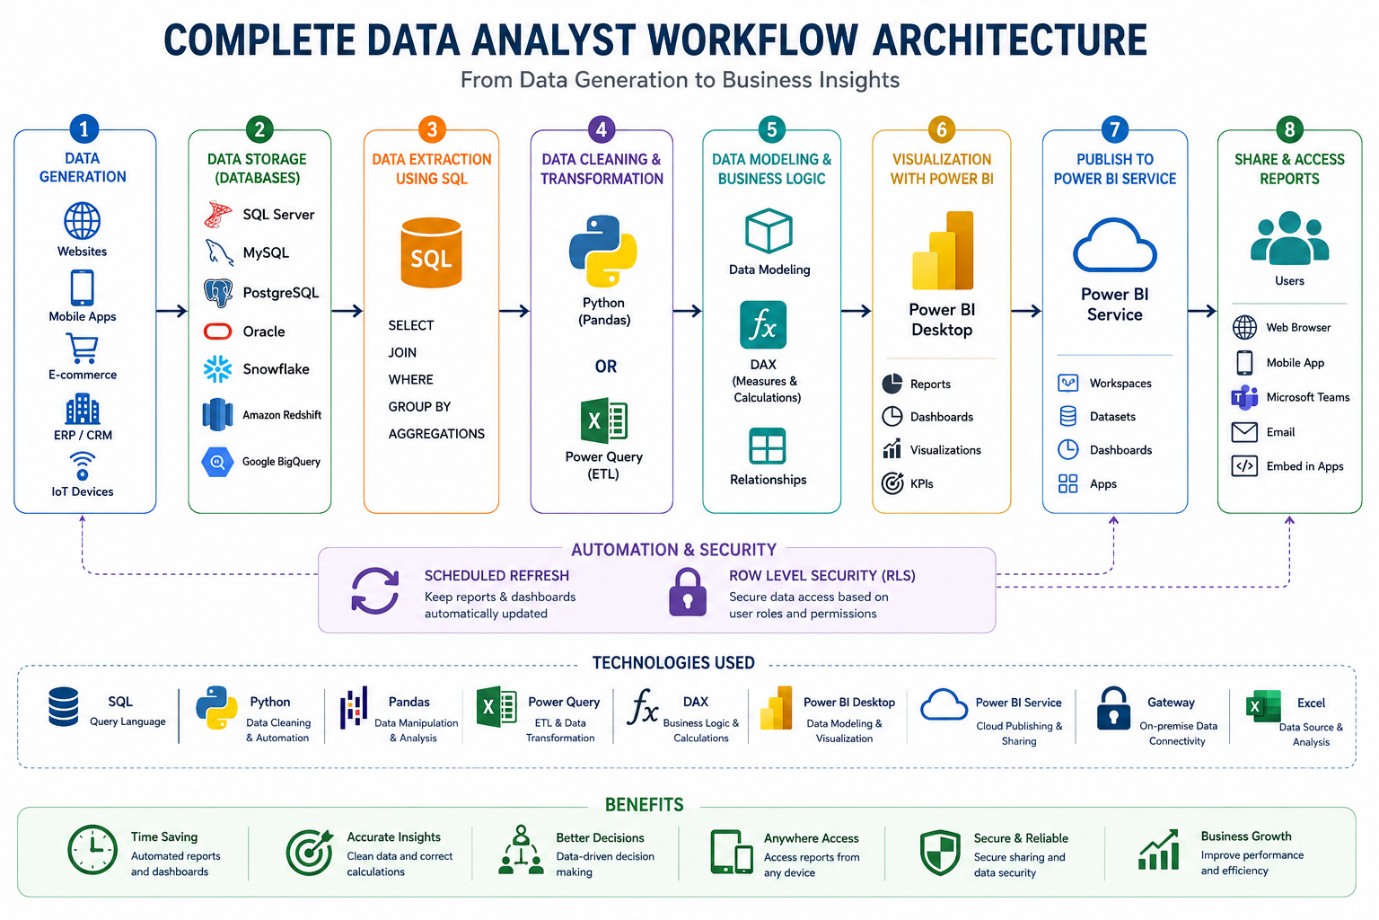 COMPLETE DATA ANALYST WORKFLOW ARCHITECTURE
From Data Generation to Business Insights
1
DATA
GENERATION
Websites
Mobile Apps
E-commerce
ERP / CRM
IoT Devices
2
DATA STORAGE
(DATABASES)
SQL Server
MySQL
PostgreSQL
Oracle
Snowflake
Amazon Redshift
Google BigQuery
3
DATA EXTRACTION
USING SQL
SQL
SELECT
JOIN
WHERE
GROUP BY
AGGREGATIONS
4
DATA CLEANING &
TRANSFORMATION
Python
(Pandas)
OR
X
Power Query
(ETL)
5
DATA MODELING &
BUSINESS LOGIC
Data Modeling
fx
DAX
(Measures &
Calculations)
Relationships
6
VISUALIZATION
WITH POWER BI
Power BI
Desktop
Reports
Dashboards
Visualizations
KPIs
7
PUBLISH TO
POWER BI SERVICE
Power BI
Service
Workspaces
Datasets
Dashboards
Apps
8
SHARE & ACCESS
REPORTS
Users
Web Browser
Mobile App
T
Microsoft Teams
Email
Embed in Apps
AUTOMATION & SECURITY
SCHEDULED REFRESH
Keep reports & dashboards
automatically updated
ROW LEVEL SECURITY (RLS)
Secure data access based on
user roles and permissions
TECHNOLOGIES USED
SQL
Query Language
Python
Data Cleaning
& Automation
Pandas
Data Manipulation
& Analysis
X
Power Query
ETL & Data
Transformation
fx
DAX
Business Logic &
Calculations
Power BI Desktop
Data Modeling &
Visualization
Power BI Service
Cloud Publishing &
Sharing
Gateway
On-premise Data
Connectivity
X
Excel
Data Source &
Analysis
BENEFITS
Time Saving
Automated reports
and dashboards
Accurate Insights
Clean data and correct
calculations
Better Decisions
Data-driven decision
making
Anywhere Access
Access reports from
any device
Secure & Reliable
Secure sharing and
data security
Business Growth
Improve performance
and efficiency